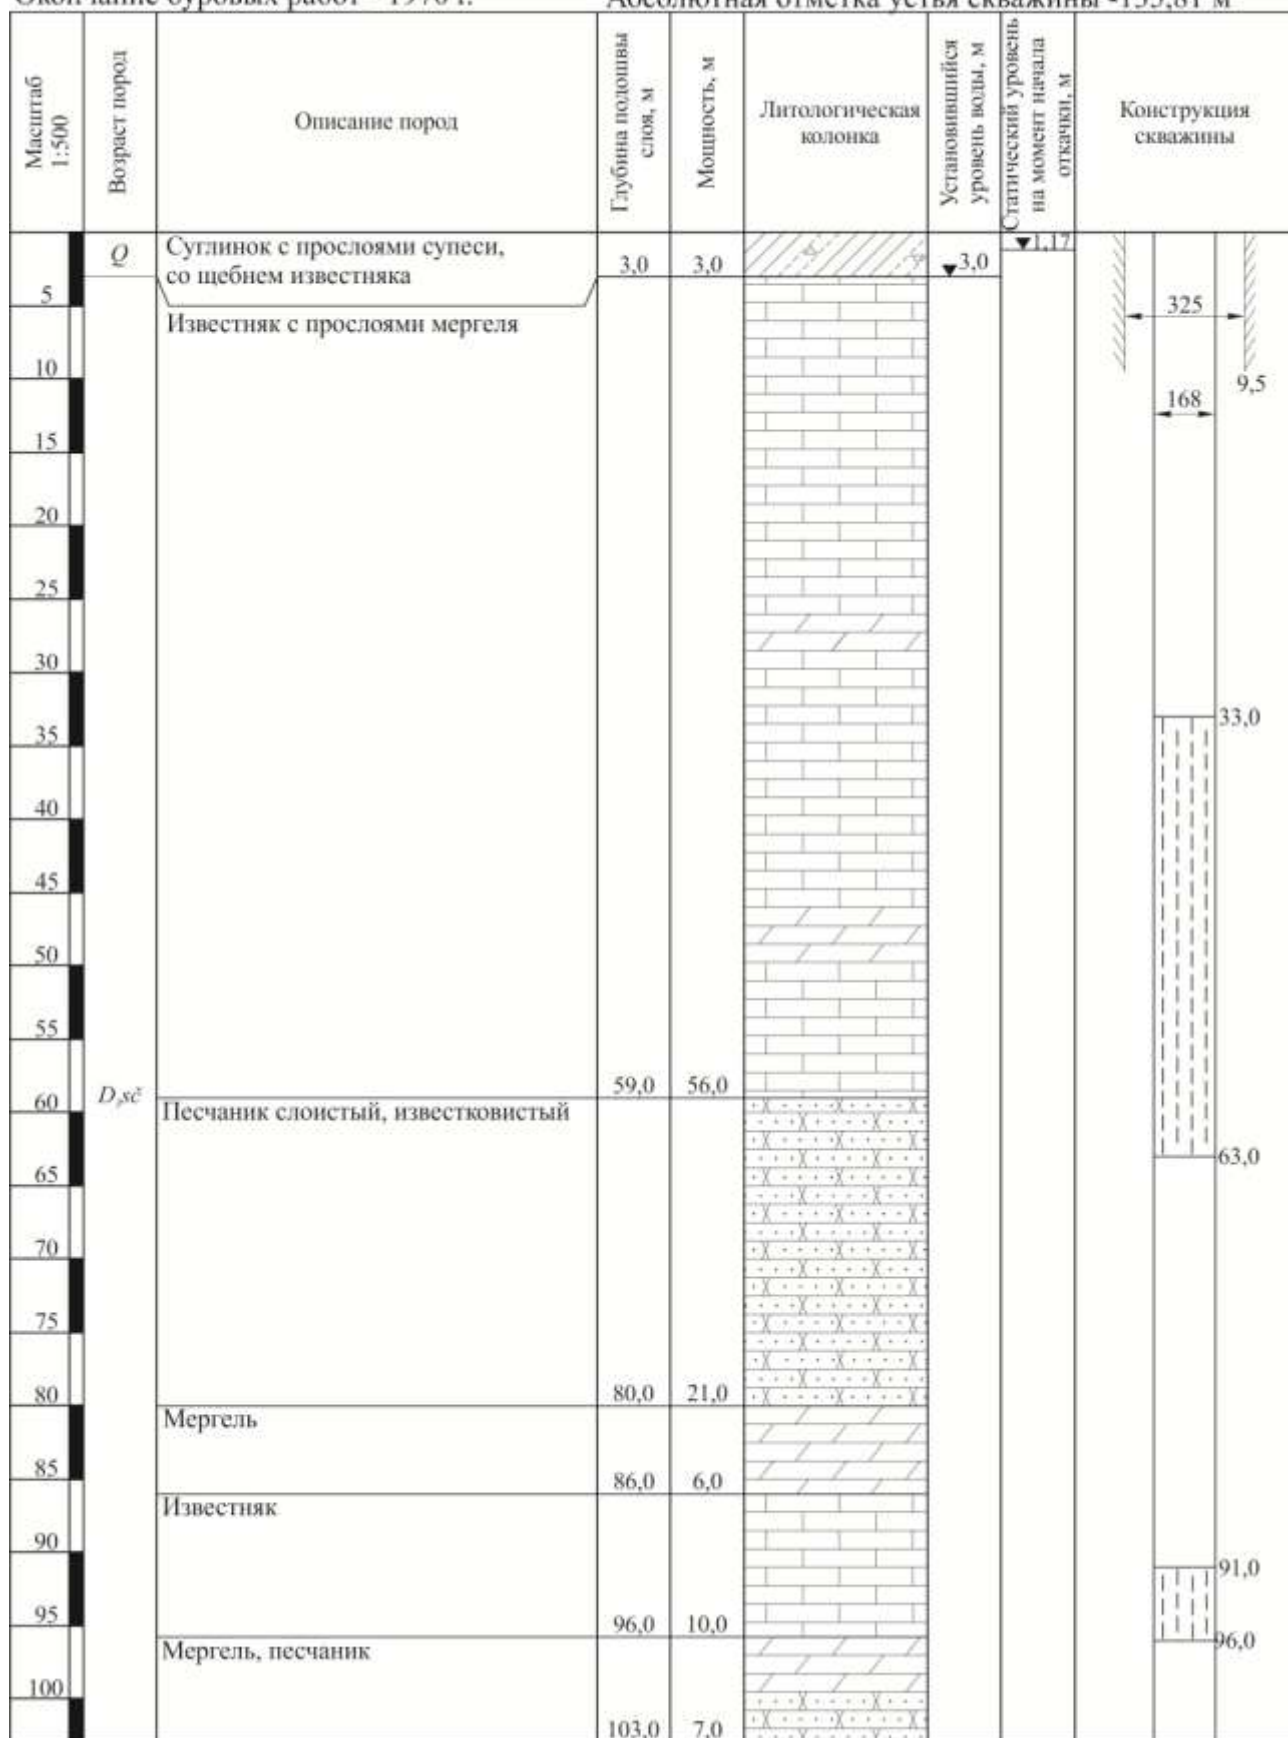 Окончание буровых работ - 1970 г. Абсолютная отметка устья скважины -155,81 м
Масштаб
1:500
Возраст пород
Описание пород
Глубина подошвы
слоя, м
Мощность, м
Литологическая
колонка
Установившийся
уровень воды, м
Статический уровень
на момент начала
откачки, м
Конструкция
скважины
Q
Суглинок с прослоями супеси,
со щебнем известняка
3,0 3,0
3,0
1,17
5
Известняк с прослоями мергеля
325
10
9,5
168
15
20
25
30
33,0
35
40
45
50
55
59,0 56,0
60
Песчаник слоистый, известковистый
63,0
65
70
75
80
80,0 21,0
Мергель
85
86,0 6,0
Известняк
90
91,0
95
96,0 10,0
96,0
Мергель, песчаник
100
103,0 7,0